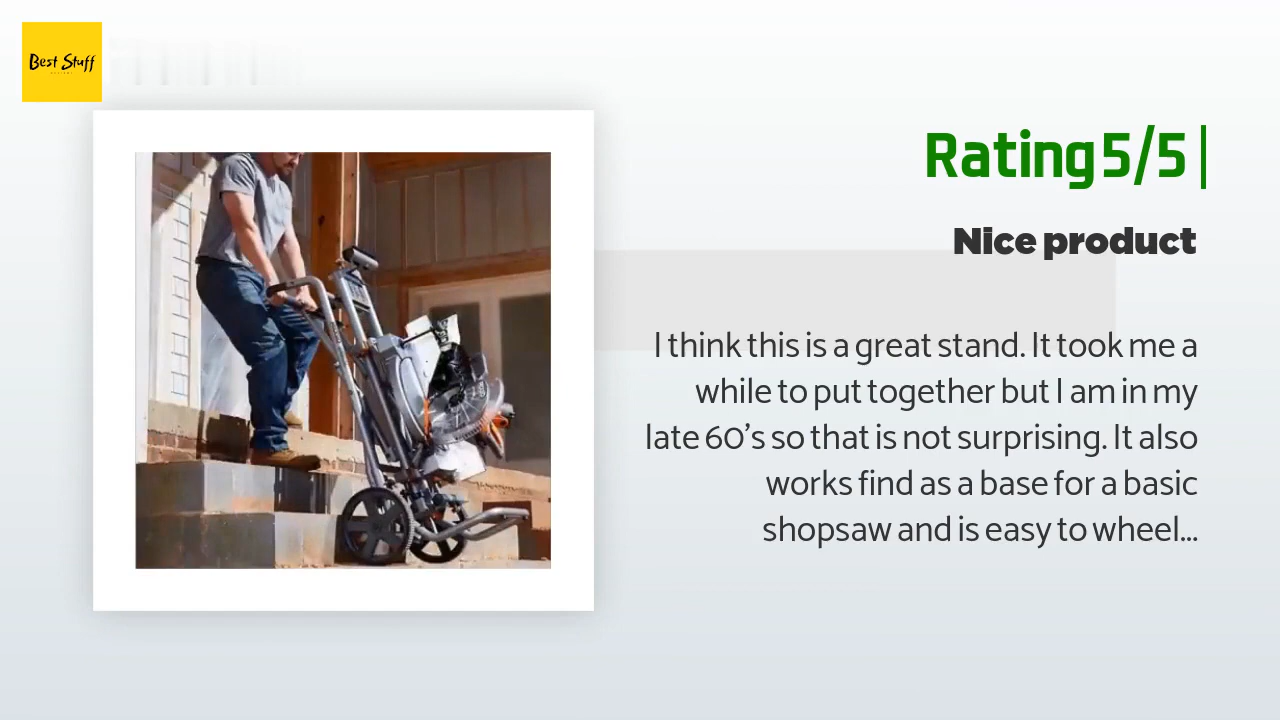 Best Stuff
Rating 5/5 |
Nice product
I think this is a great stand. It took me a
while to put together but I am in my
late 60's so that is not surprising. It also
works find as a base for a basic
shopsaw and is easy to wheel...